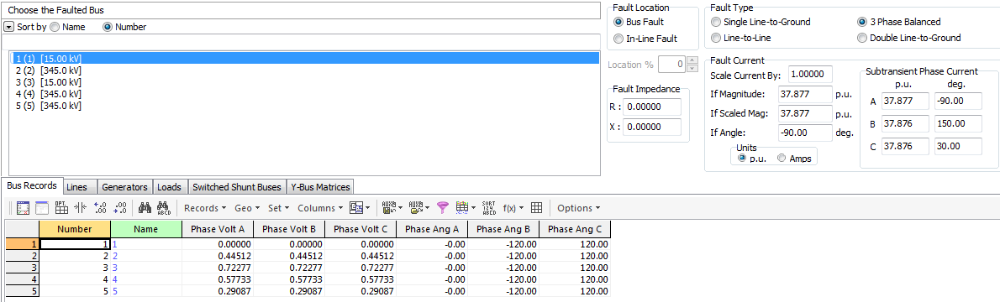 Choose the Faulted Bus
Sort by Name Number
1 (1) [15.00 kV]
2 (2) [345.0 kV]
3 (3) [15.00 kV]
4 (4) [345.0 kV]
5 (5) [345.0 kV]
Fault Location
Bus Fault
In-Line Fault
Location % 0
Fault Impedance
R : 0.00000
X : 0.00000
Fault Type
Single Line-to-Ground 3 Phase Balanced
Line-to-Line Double Line-to-Ground
Fault Current
Scale Current By: 1.00000
If Magnitude: 37.877 p.u.
If Scaled Mag: 37.877 p.u.
If Angle: -90.00 deg.
Units
p.u. Amps
Subtransient Phase Current
p.u. deg.
A 37.877 -90.00
B 37.876 150.00
C 37.876 30.00
Bus Records Lines Generators Loads Switched Shunt Buses Y-Bus Matrices
Records Geo Set Columns f(x) Options
Number Name Phase Volt A Phase Volt B Phase Volt C Phase Ang A Phase Ang B Phase Ang C
1 1 1 0.00000 0.00000 0.00000 -0.00 -120.00 120.00
2 2 2 0.44512 0.44512 0.44512 -0.00 -120.00 120.00
3 3 3 0.72277 0.72277 0.72277 -0.00 -120.00 120.00
4 4 4 0.57733 0.57733 0.57733 -0.00 -120.00 120.00
5 5 5 0.29087 0.29087 0.29087 -0.00 -120.00 120.00